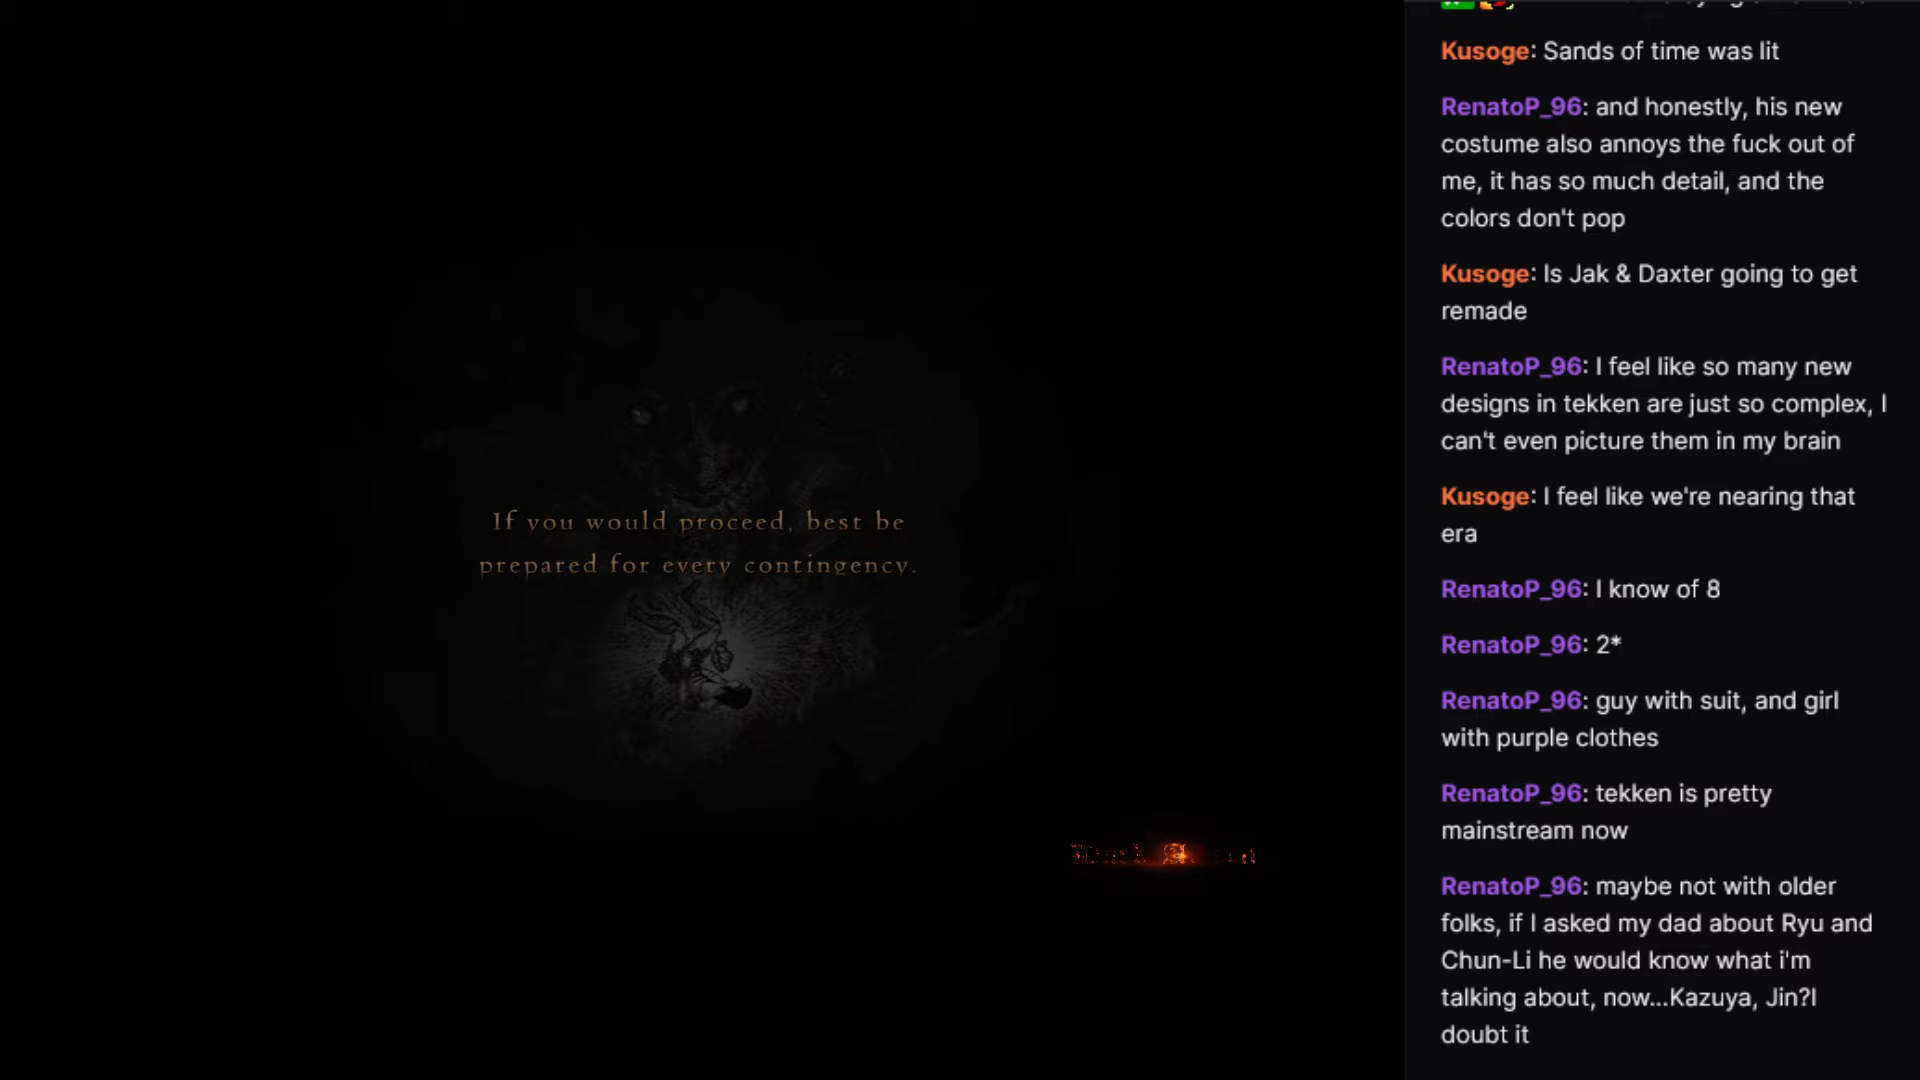 If you would proceed, best be
prepared for every contingency.
Kusoge: Sands of time was lit
RenatoP_96: and honestly, his new
costume also annoys the fuck out of
me, it has so much detail, and the
colors don't pop
Kusoge: Is Jak & Daxter going to get
remade
RenatoP_96: I feel like so many new
designs in tekken are just so complex, I
can't even picture them in my brain
Kusoge: I feel like we're nearing that
era
RenatoP_96: I know of 8
RenatoP_96: 2*
RenatoP_96: guy with suit, and girl
with purple clothes
RenatoP_96: tekken is pretty
mainstream now
RenatoP_96: maybe not with older
folks, if I asked my dad about Ryu and
Chun-Li he would know what i'm
talking about, now...Kazuya, Jin?I
doubt it